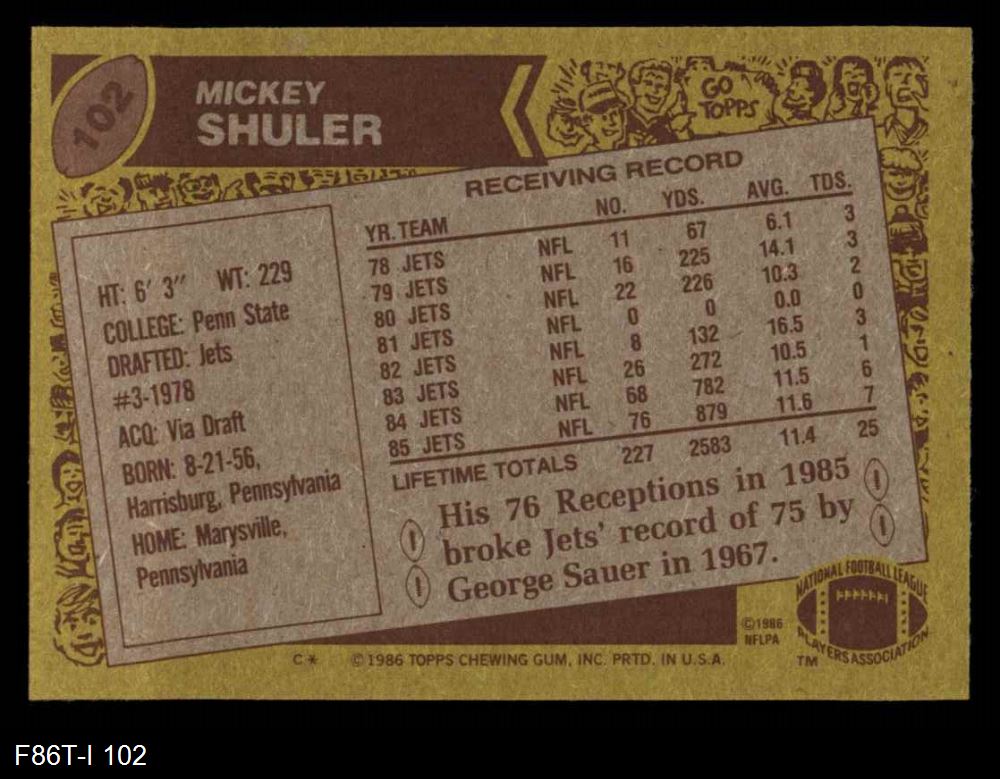 102
MICKEY
SHULER
GO
TOPPS
HT: 6' 3" WT: 229
COLLEGE: Penn State
DRAFTED: Jets
#3-1978
ACQ: Via Draft
BORN: 8-21-56,
Harrisburg, Pennsylvania
HOME: Marysville,
Pennsylvania
RECEIVING RECORD
YR. TEAM NO. YDS. AVG. TDS.
78 JETS NFL 11 67 6.1 3
79 JETS NFL 16 225 14.1 3
80 JETS NFL 22 226 10.3 2
81 JETS NFL 0 0 0.0 0
82 JETS NFL 8 132 16.5 3
83 JETS NFL 26 272 10.5 1
84 JETS NFL 68 782 11.5 6
85 JETS NFL 76 879 11.6 7
LIFETIME TOTALS 227 2583 11.4 25
His 76 Receptions in 1985
broke Jets' record of 75 by
George Sauer in 1967.
©1986
NFLPA
NATIONAL FOOTBALL LEAGUE
PLAYERS ASSOCIATION
TM
C* ©1986 TOPPS CHEWING GUM, INC. PRTD. IN U.S.A.
F86T-I 102